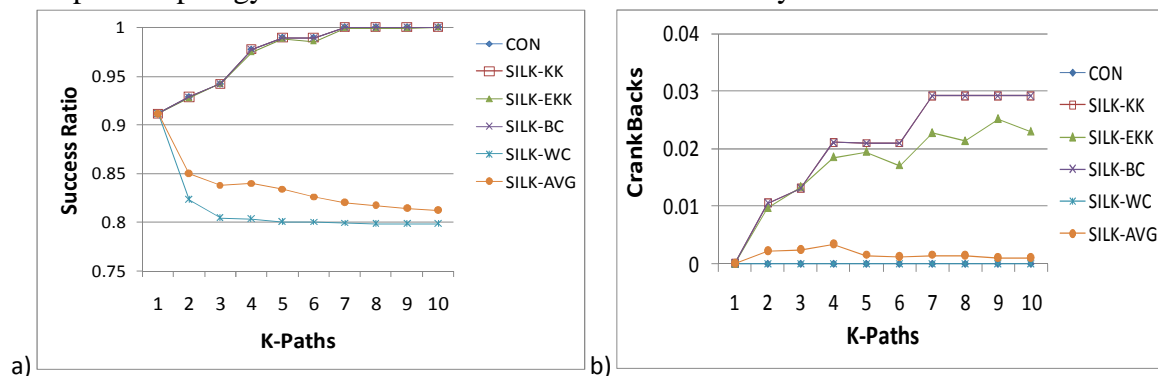 1
0.95
0.9
0.85
0.8
0.75
Success Ratio
1 2 3 4 5 6 7 8 9 10
K-Paths
CON
SILK-KK
SILK-EKK
SILK-BC
SILK-WC
SILK-AVG
a)
0.04
0.03
0.02
0.01
0
CrankBacks
1 2 3 4 5 6 7 8 9 10
K-Paths
CON
SILK-KK
SILK-EKK
SILK-BC
SILK-WC
SILK-AVG
b)